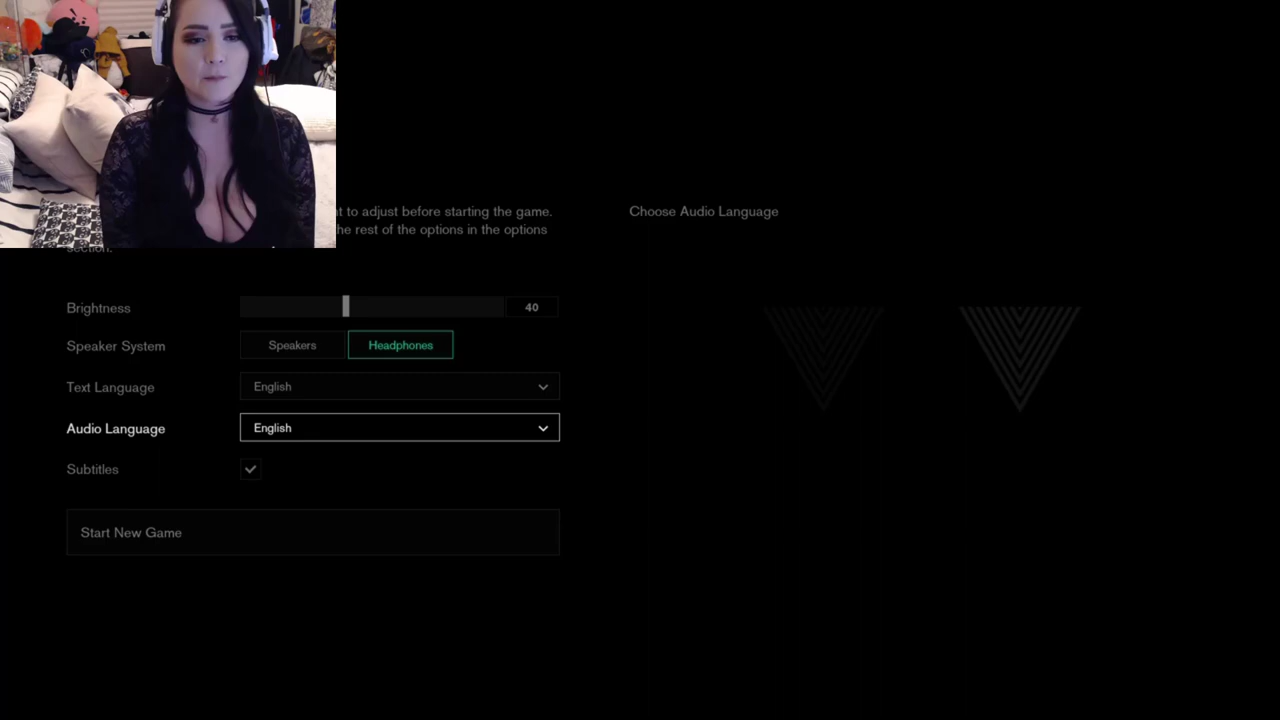 t to adjust before starting the game.
he rest of the options in the options
section.
Choose Audio Language
Brightness
40
Speaker System
Speakers
Headphones
Text Language
English
Audio Language
English
Subtitles
Start New Game